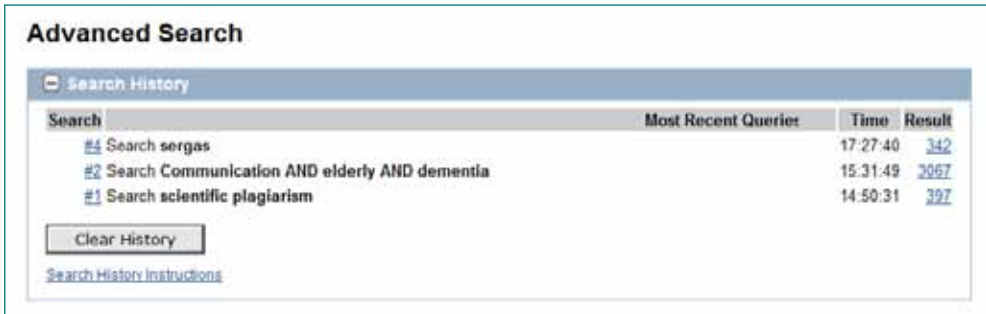 Advanced Search
Search History
Search Most Recent Queries Time Result
#4 Search sergas 17:27:40 342
#2 Search Communication AND elderly AND dementia 15:31:49 3067
#1 Search scientific plagiarism 14:50:31 397
Clear History
Search History Instructions